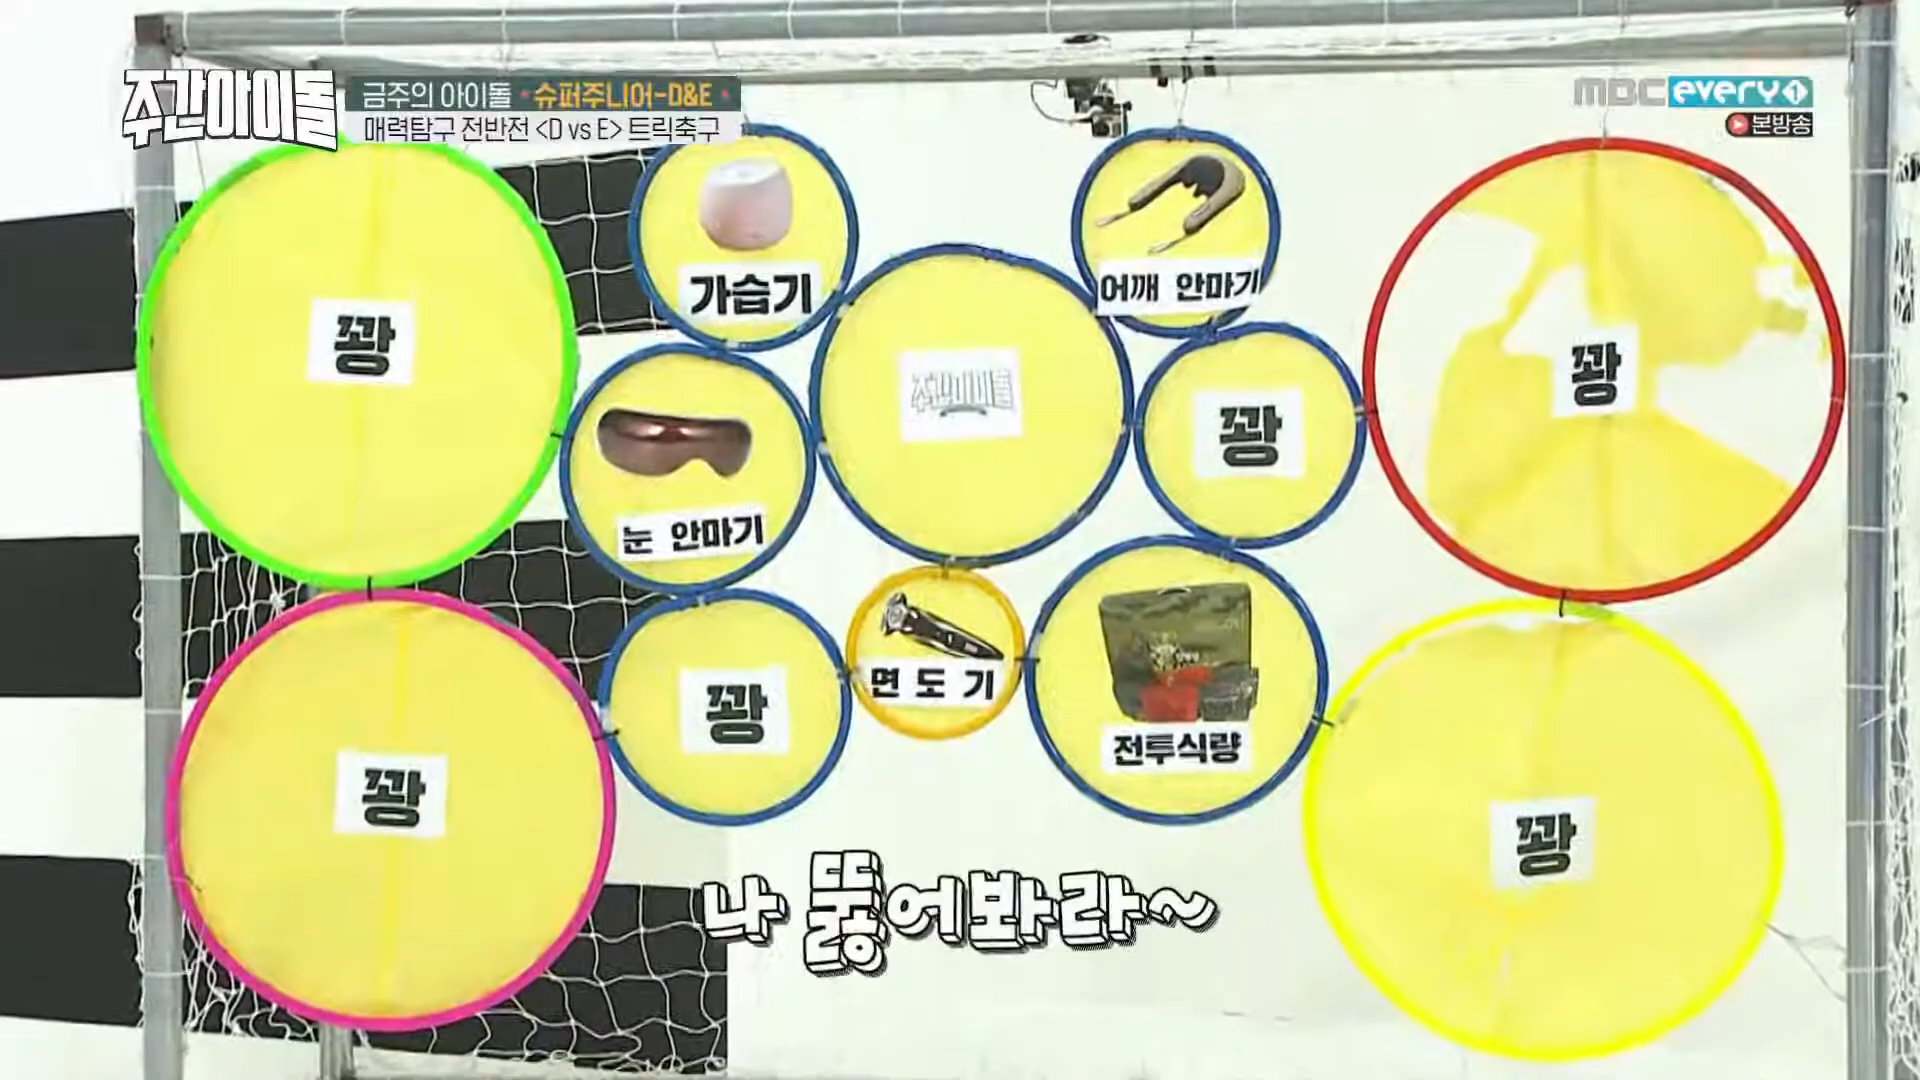 주간아이돌
금주의 아이돌 · 슈퍼주니어-D&E ·
매력탐구 전반전 <D vs E> 트릭축구
MBC every1
본방송
가습기
어깨 안마기
꽝
주간아이돌
꽝
꽝
눈 안마기
꽝
면도기
전투식량
꽝
꽝
나 뚫어봐라~